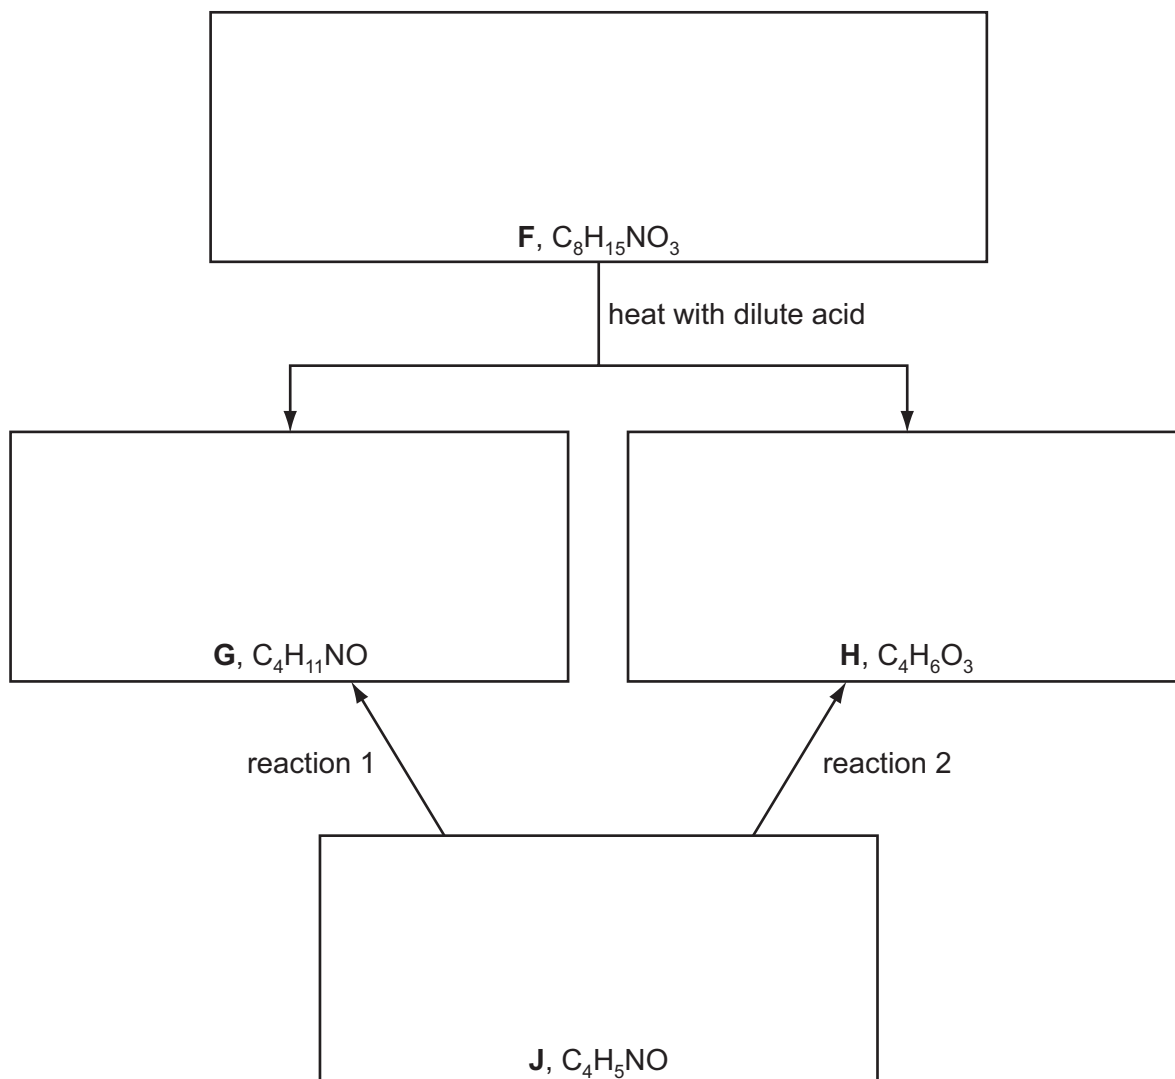 F, C₈H₁₅NO₃
heat with dilute acid
G, C₄H₁₁NO
H, C₄H₆O₃
reaction 1
reaction 2
J, C₄H₅NO